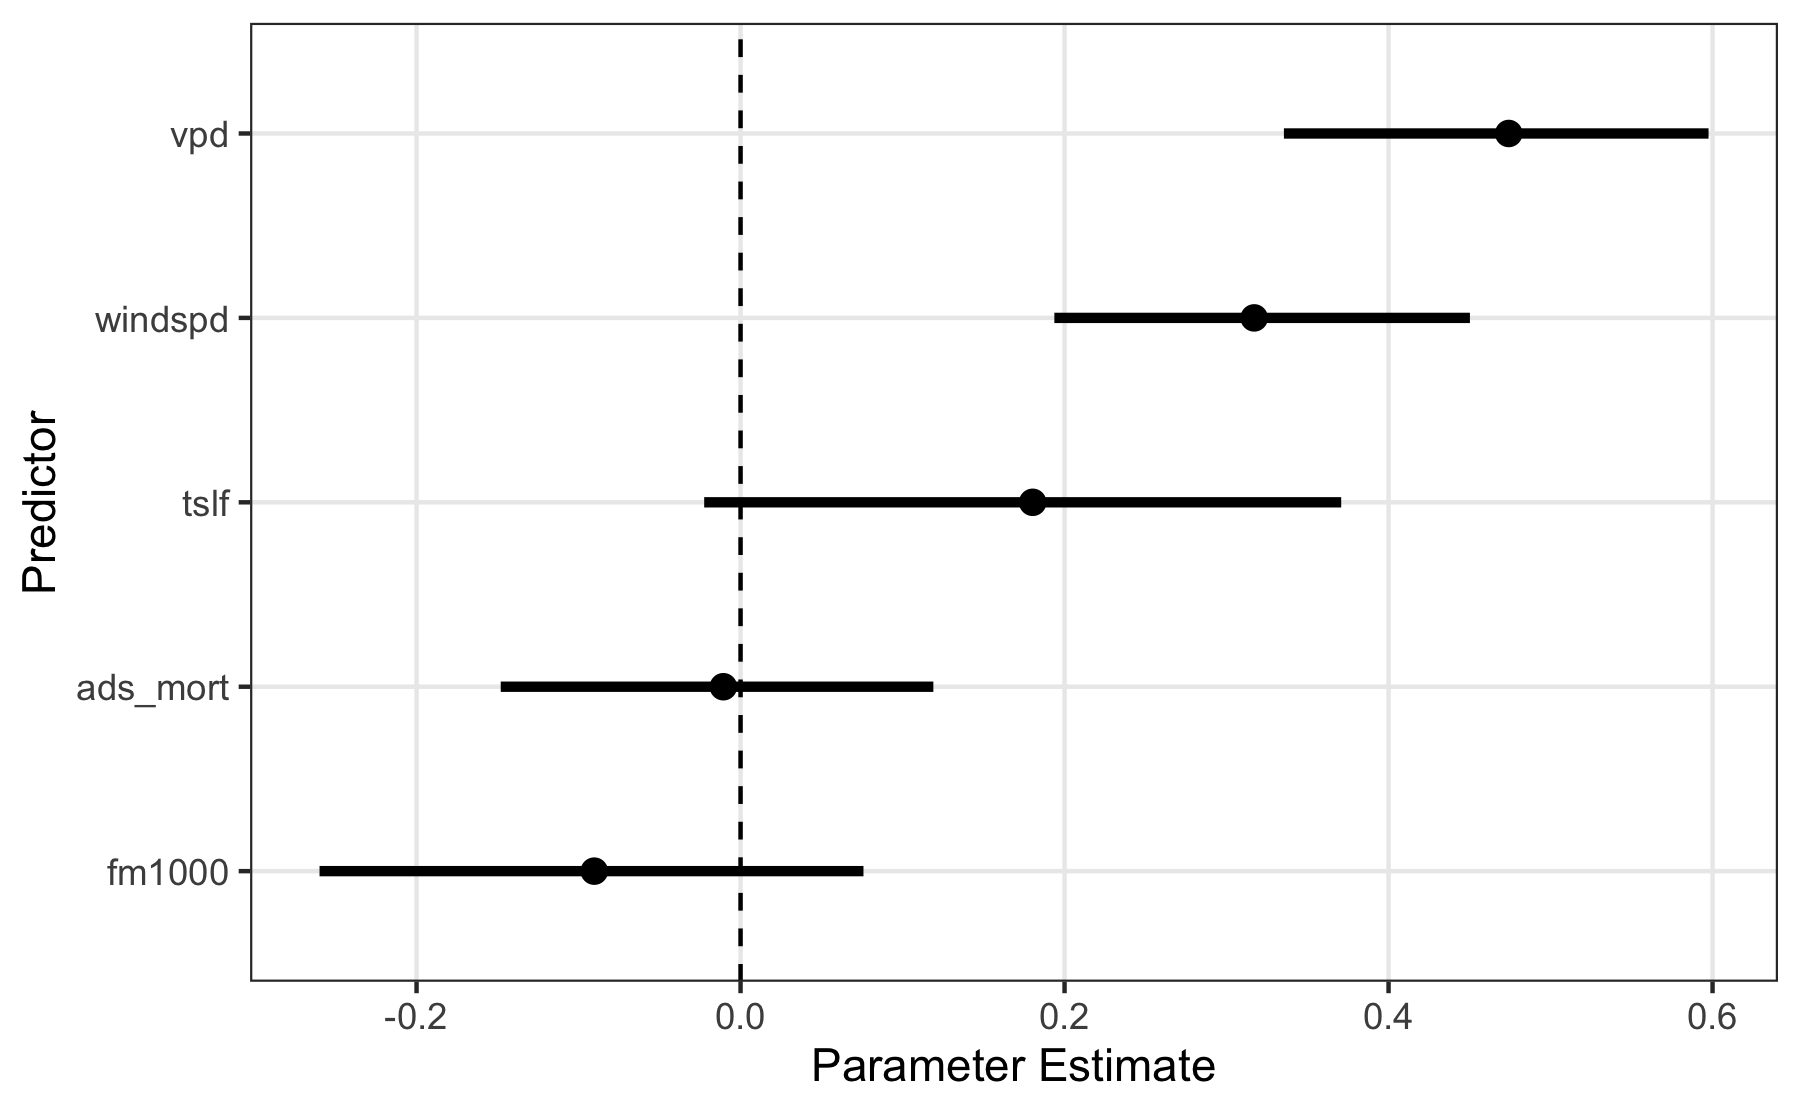 Predictor
vpd
windspd
tslf
ads_mort
fm1000
-0.2 0.0 0.2 0.4 0.6
Parameter Estimate